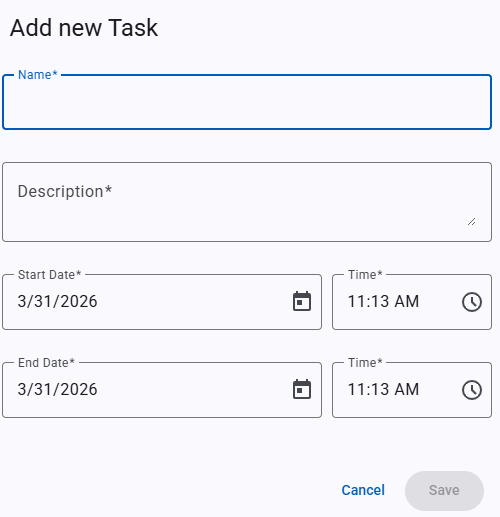 Add new Task
Name*
Description*
Start Date* Time*
3/31/2026 11:13 AM
End Date* Time*
3/31/2026 11:13 AM
Cancel Save